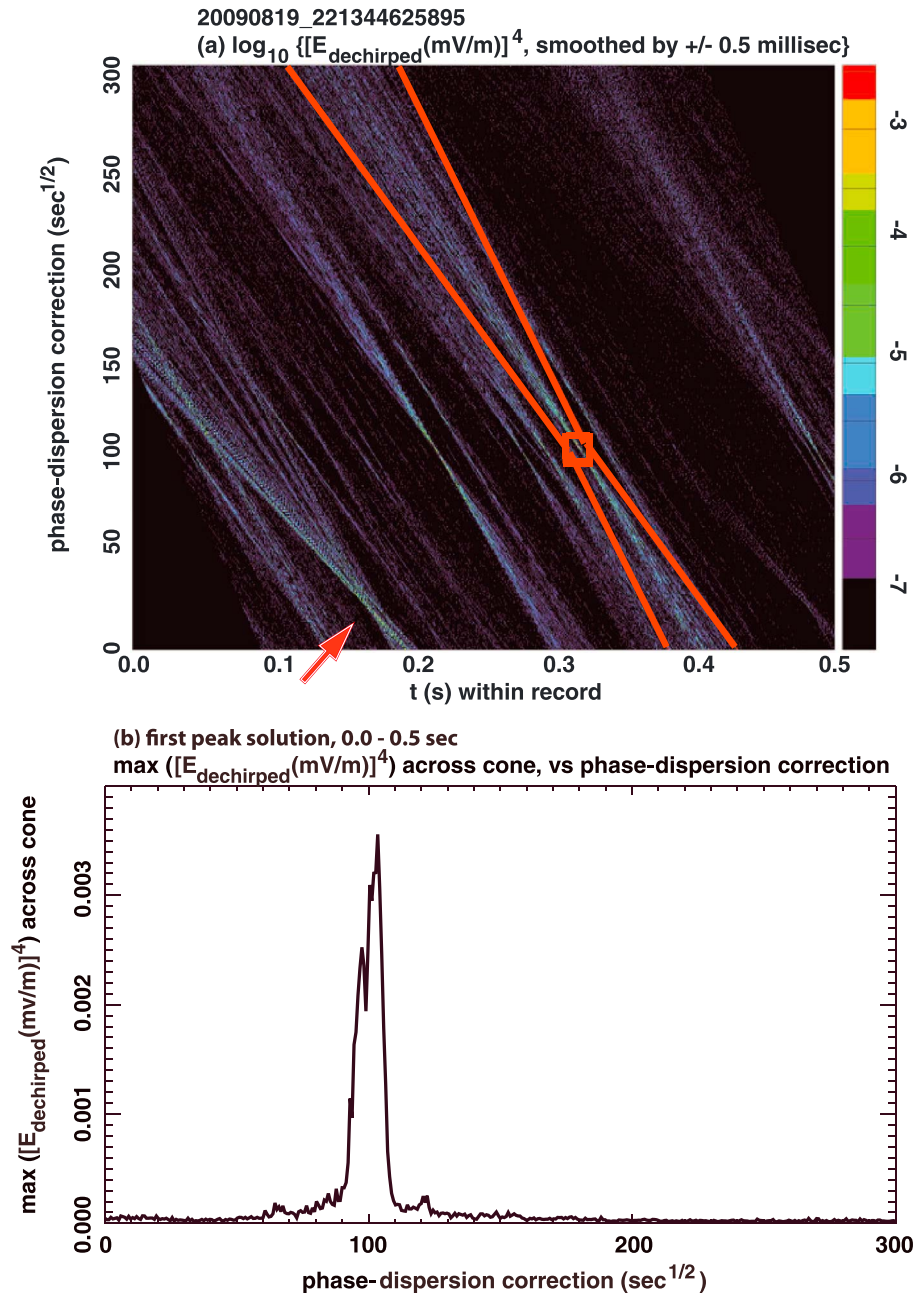 20090819_221344625895
(a) log10 {[Edechirped(mV/m)]^4, smoothed by +/- 0.5 millisec}
phase-dispersion correction (sec^1/2)
300
250
200
150
100
50
0
-3
-4
-5
-6
-7
0.0 0.1 0.2 0.3 0.4 0.5
t (s) within record
(b) first peak solution, 0.0 - 0.5 sec
max ([Edechirped(mV/m)]^4) across cone, vs phase-dispersion correction
max ([Edechirped(mv/m)]^4) across cone
0.003
0.002
0.001
0.000
0 100 200 300
phase-dispersion correction (sec^1/2)